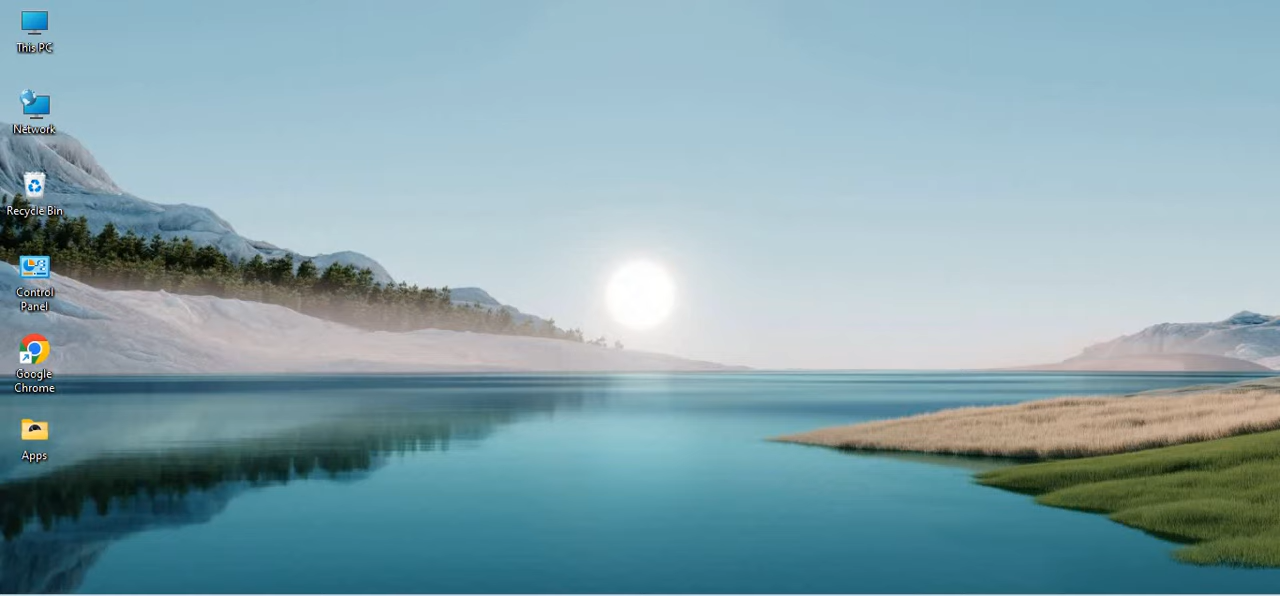 This PC
Network
Recycle Bin
Control
Panel
Google
Chrome
Apps